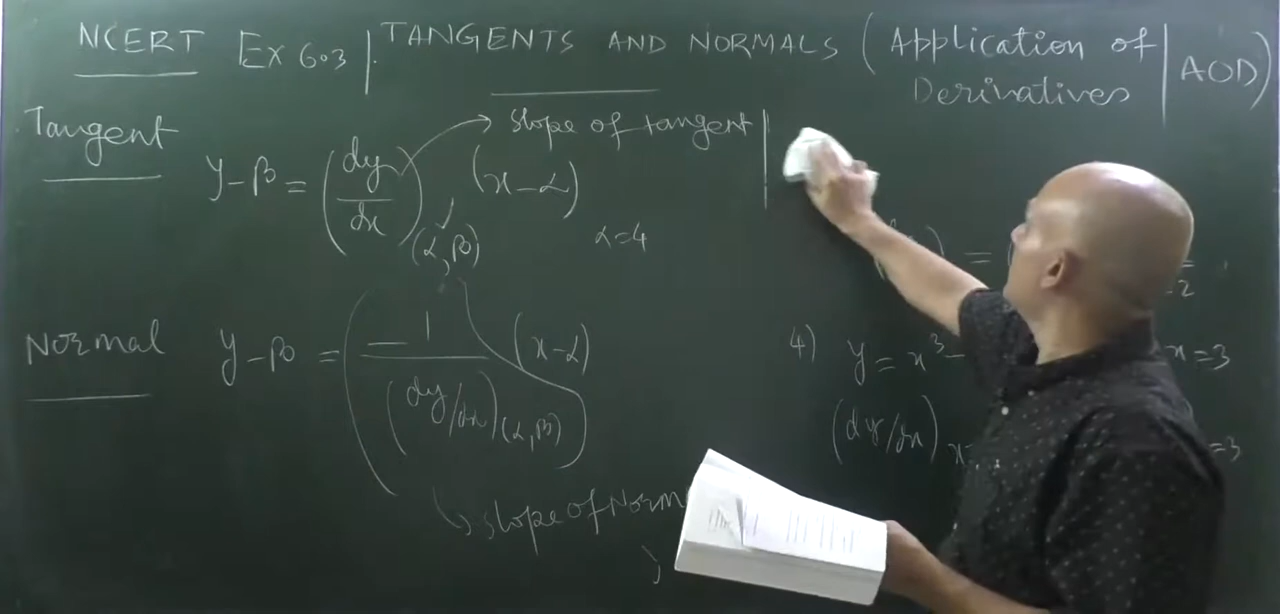 NCERT Ex 6.3 | TANGENTS AND NORMALS ( Application of Derivatives | AOD)
Tangent
y-β = (dy/dx)(α, β) (x-α)
slope of tangent
α=4
Normal
y-β = (-1/(dy/dx)(α, β)) (x-α)
slope of Norm
) = (
-2
4) y = x³- x=3
(dy/dx) x= =3